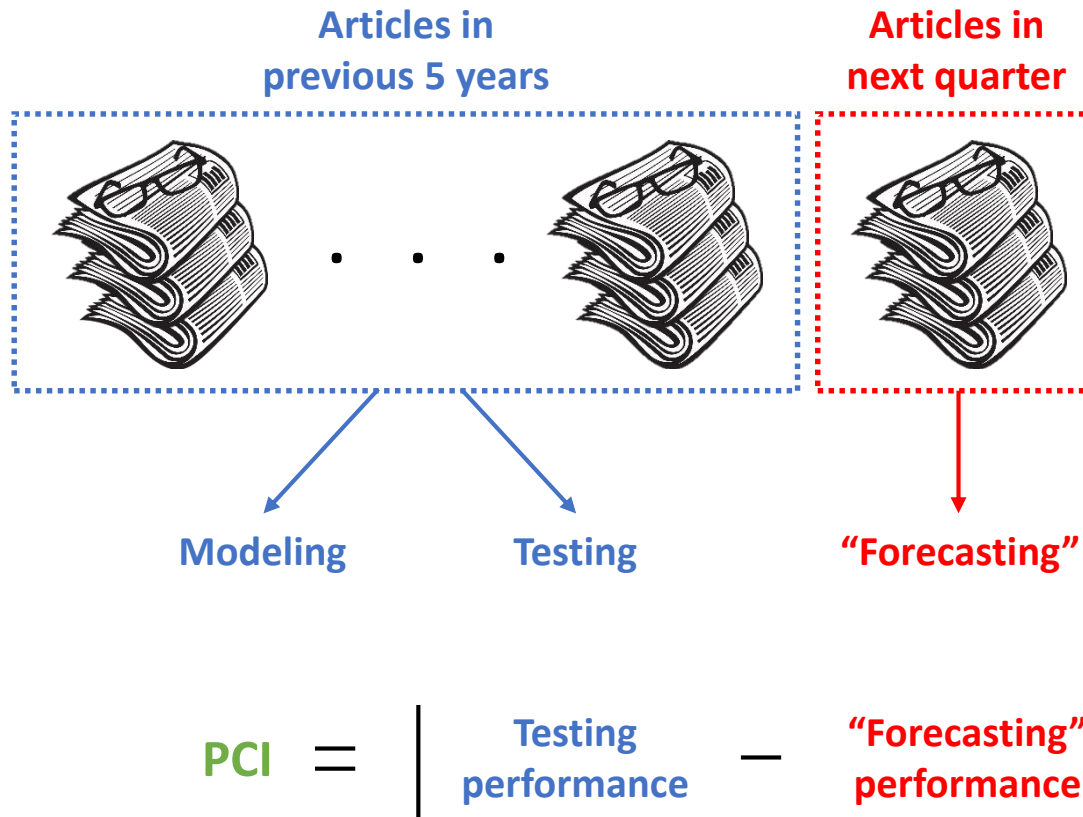 Articles in
previous 5 years
Articles in
next quarter
. . .
Modeling
Testing
“Forecasting”
PCI = | Testing performance − “Forecasting” performance